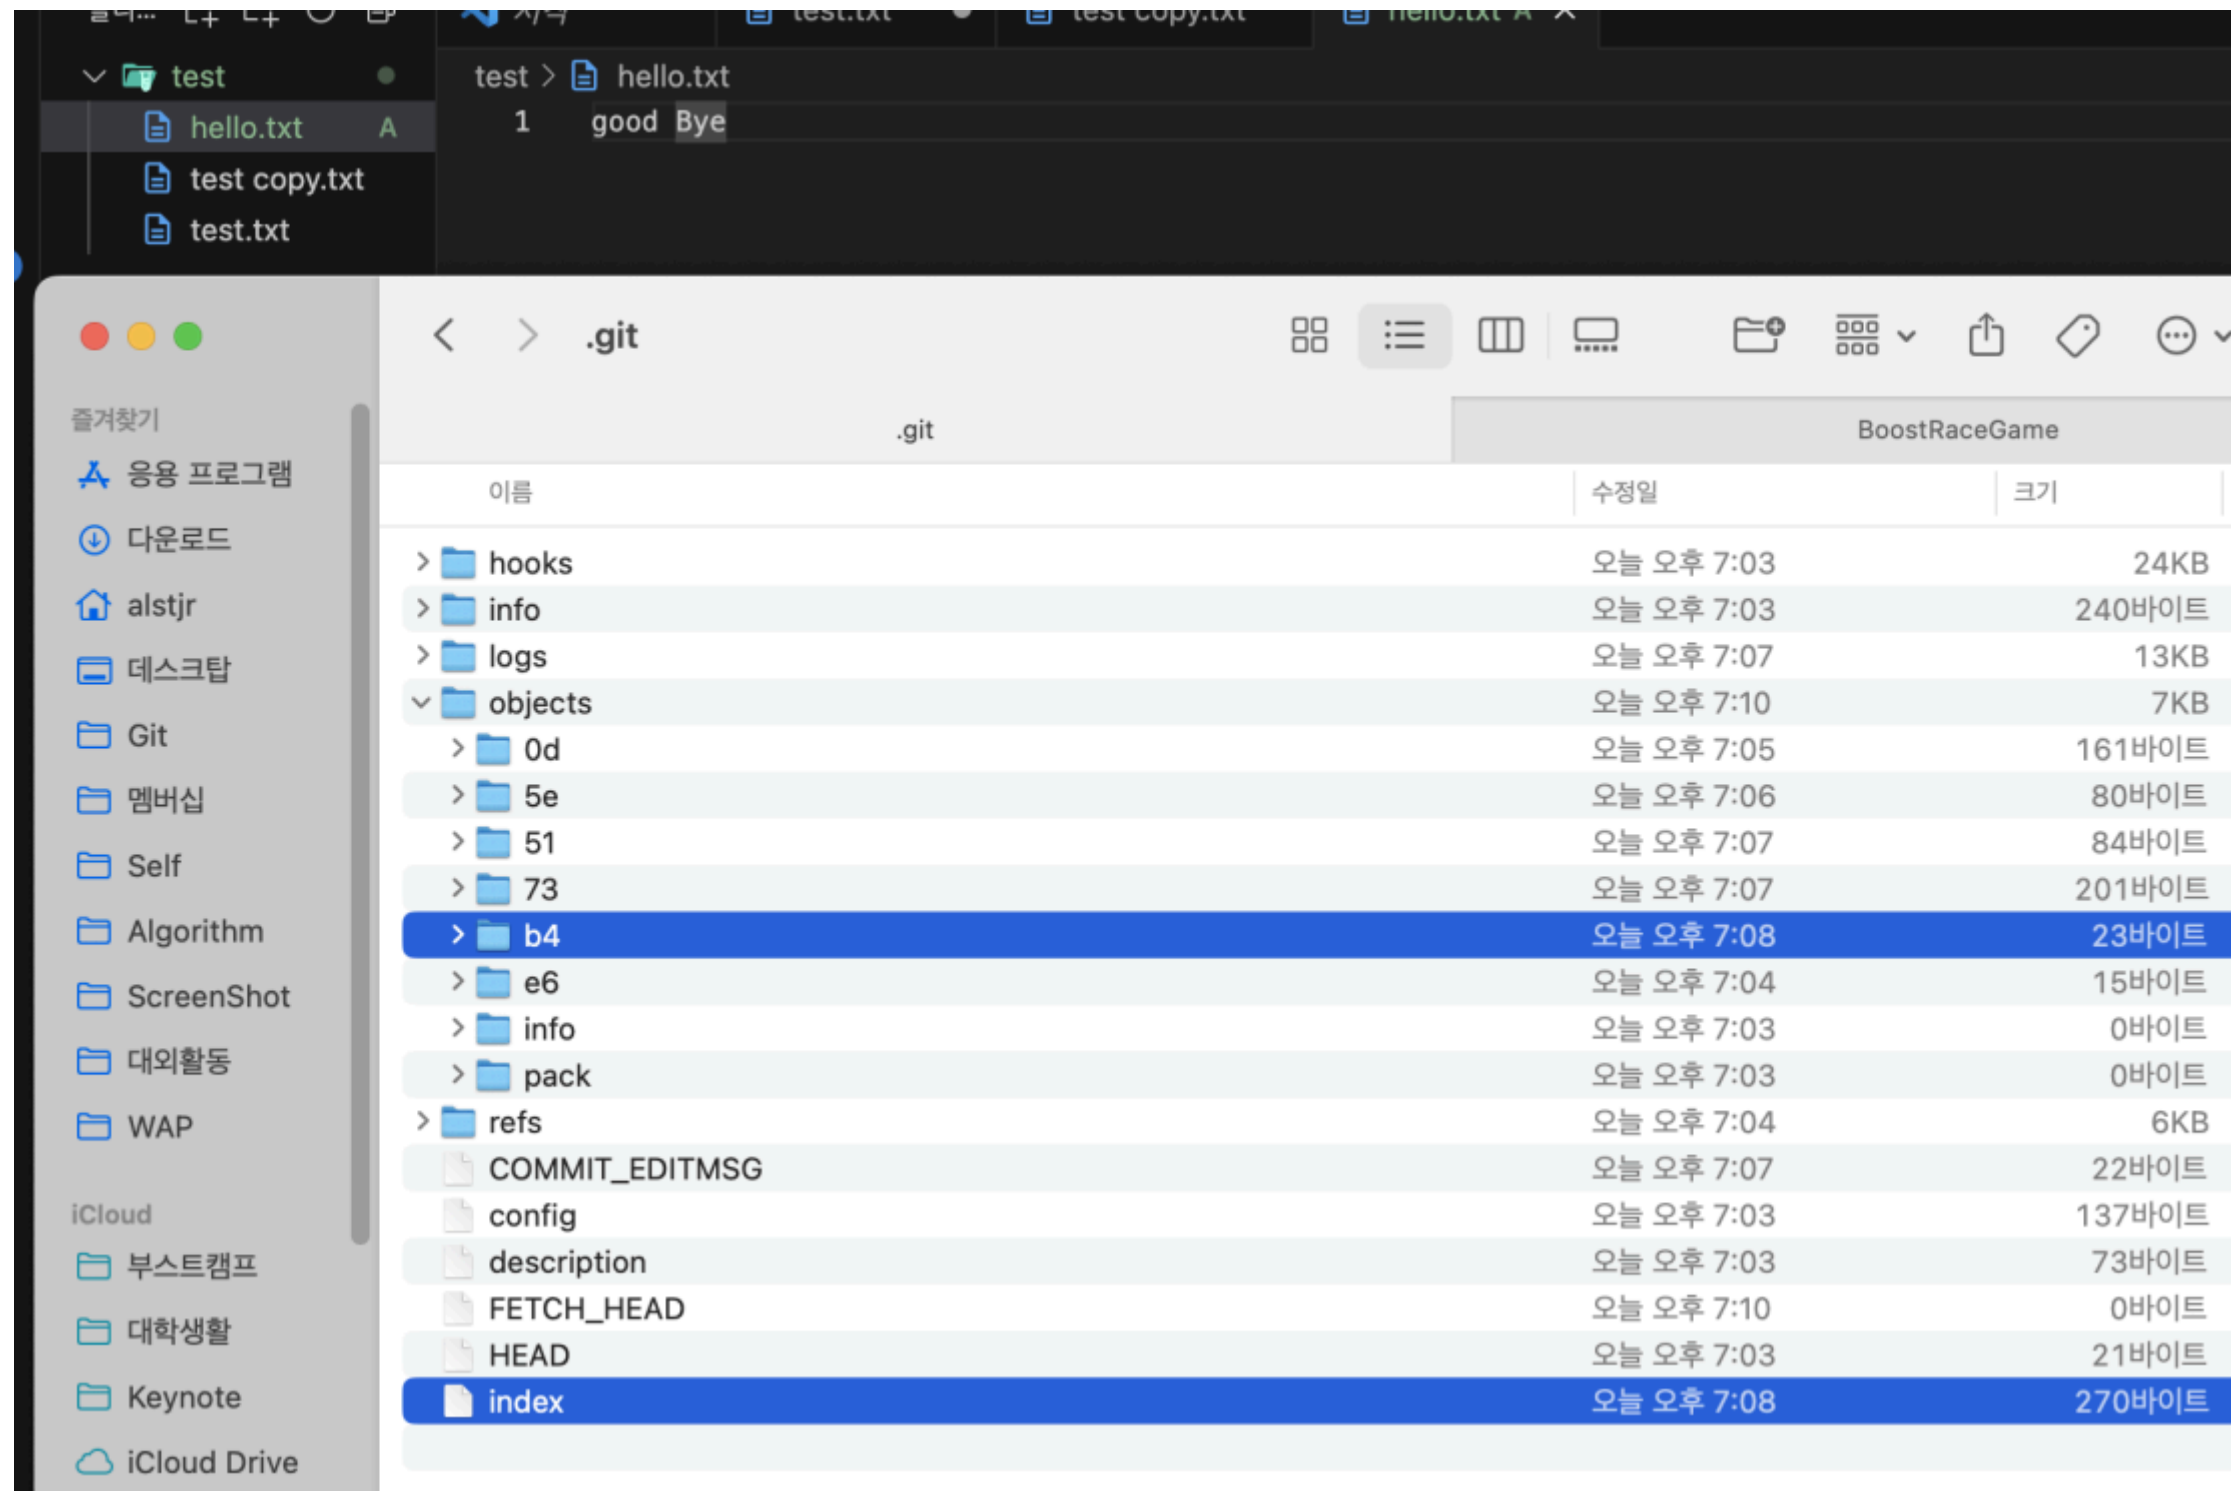 test.txt
test copy.txt
hello.txt A
test
hello.txt A
test copy.txt
test.txt
test > hello.txt
1 good Bye
.git
.git
BoostRaceGame
즐겨찾기
응용 프로그램
다운로드
alstjr
데스크탑
Git
멤버십
Self
Algorithm
ScreenShot
대외활동
WAP
iCloud
부스트캠프
대학생활
Keynote
iCloud Drive
이름 수정일 크기
hooks 오늘 오후 7:03 24KB
info 오늘 오후 7:03 240바이트
logs 오늘 오후 7:07 13KB
objects 오늘 오후 7:10 7KB
0d 오늘 오후 7:05 161바이트
5e 오늘 오후 7:06 80바이트
51 오늘 오후 7:07 84바이트
73 오늘 오후 7:07 201바이트
b4 오늘 오후 7:08 23바이트
e6 오늘 오후 7:04 15바이트
info 오늘 오후 7:03 0바이트
pack 오늘 오후 7:03 0바이트
refs 오늘 오후 7:04 6KB
COMMIT_EDITMSG 오늘 오후 7:07 22바이트
config 오늘 오후 7:03 137바이트
description 오늘 오후 7:03 73바이트
FETCH_HEAD 오늘 오후 7:10 0바이트
HEAD 오늘 오후 7:03 21바이트
index 오늘 오후 7:08 270바이트